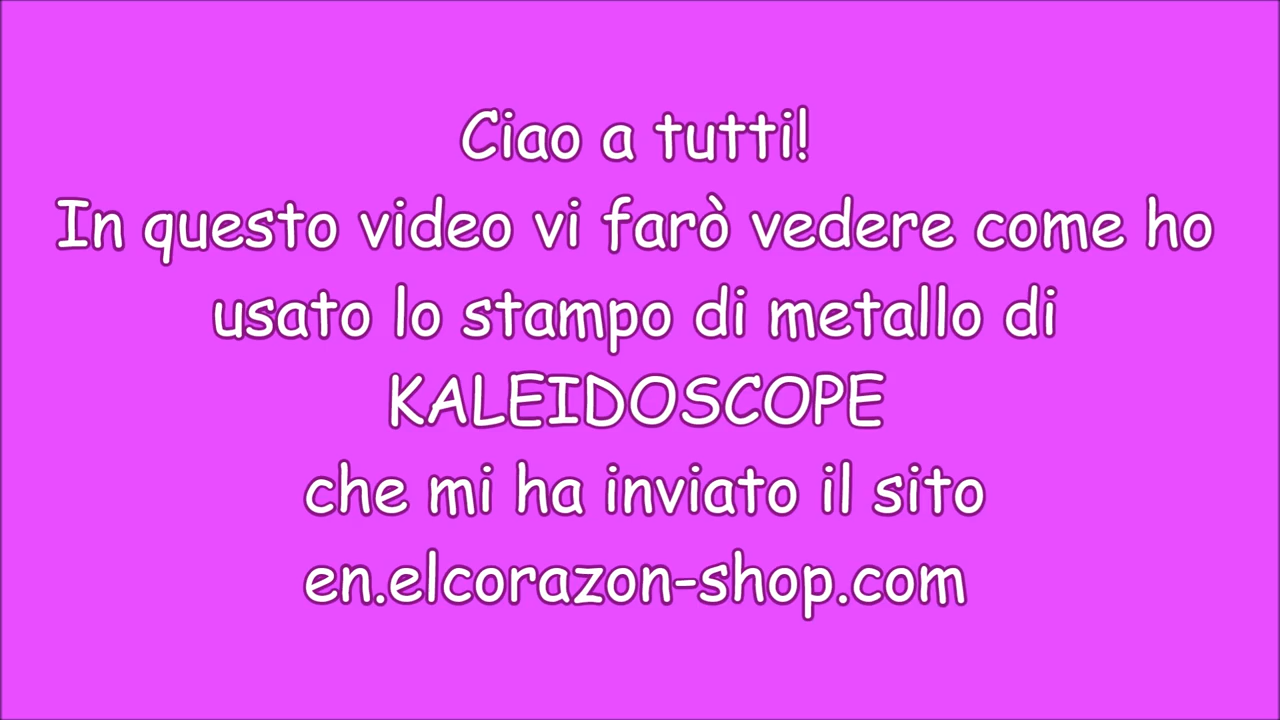 Ciao a tutti!
In questo video vi farò vedere come ho
usato lo stampo di metallo di
KALEIDOSCOPE
che mi ha inviato il sito
en.elcorazon-shop.com